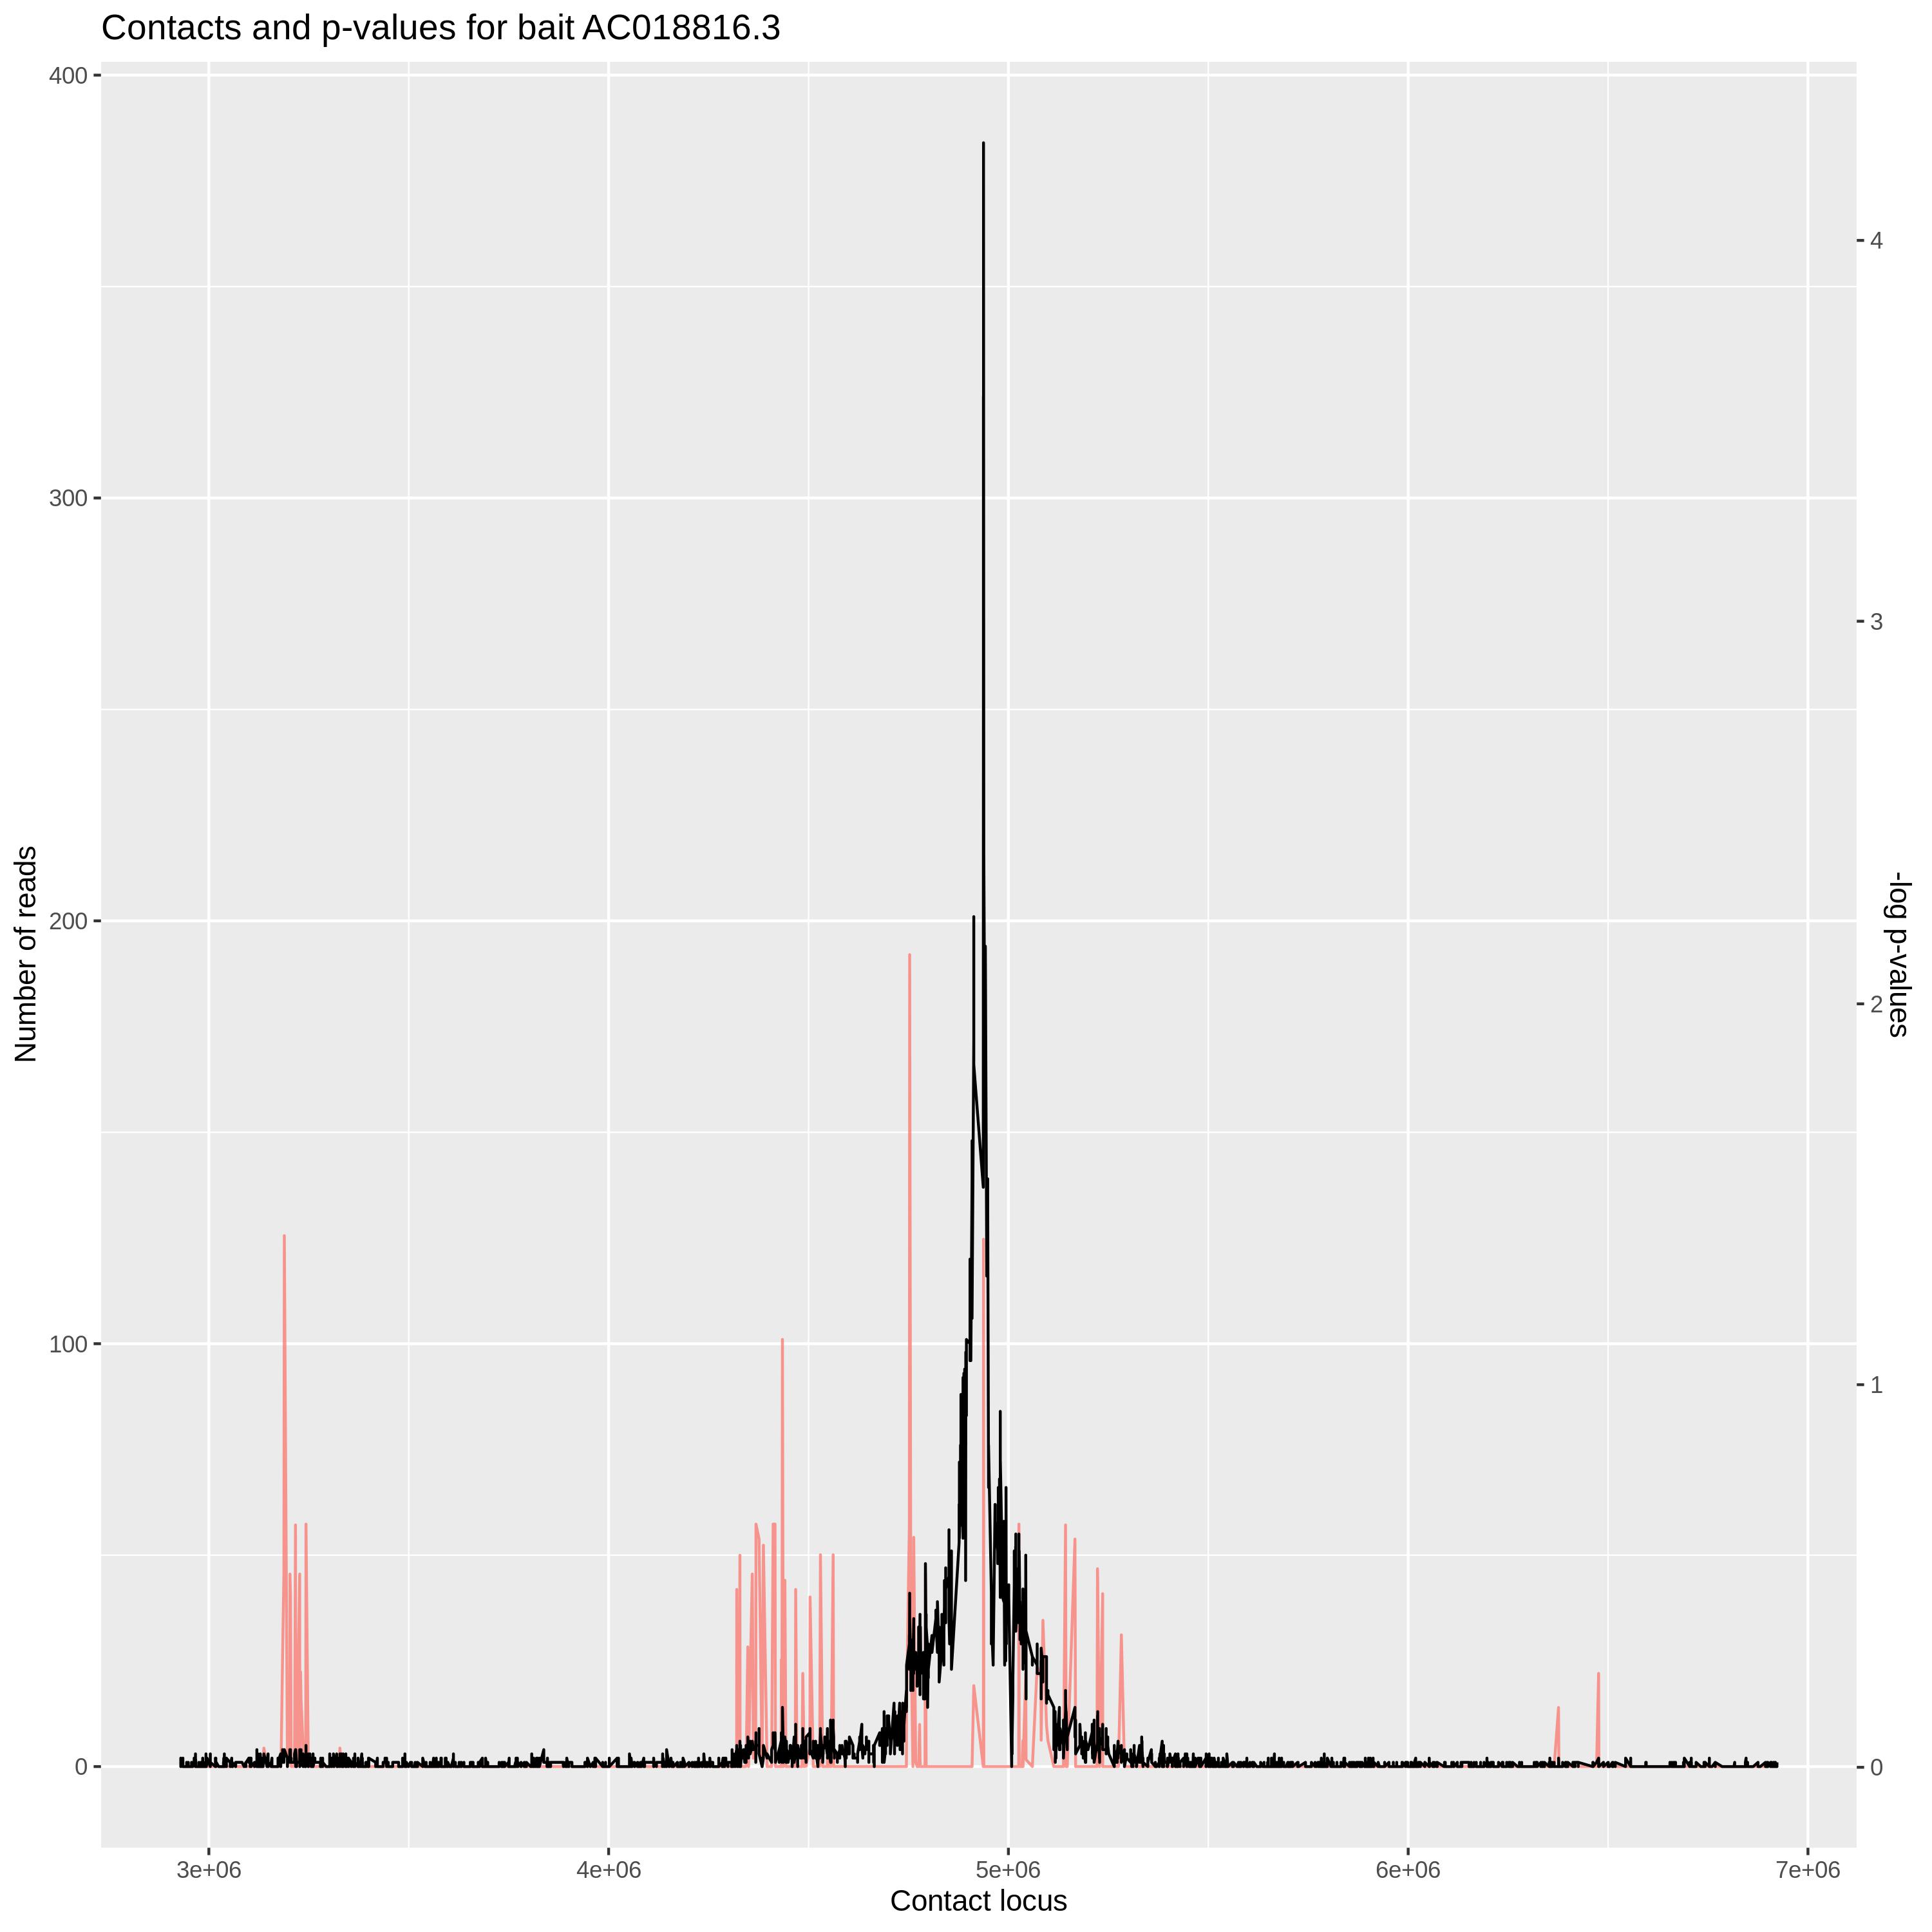 Contacts and p-values for bait AC018816.3
400
300
200
100
0
4
3
2
1
0
Number of reads
-log p-values
3e+06
4e+06
5e+06
6e+06
7e+06
Contact locus